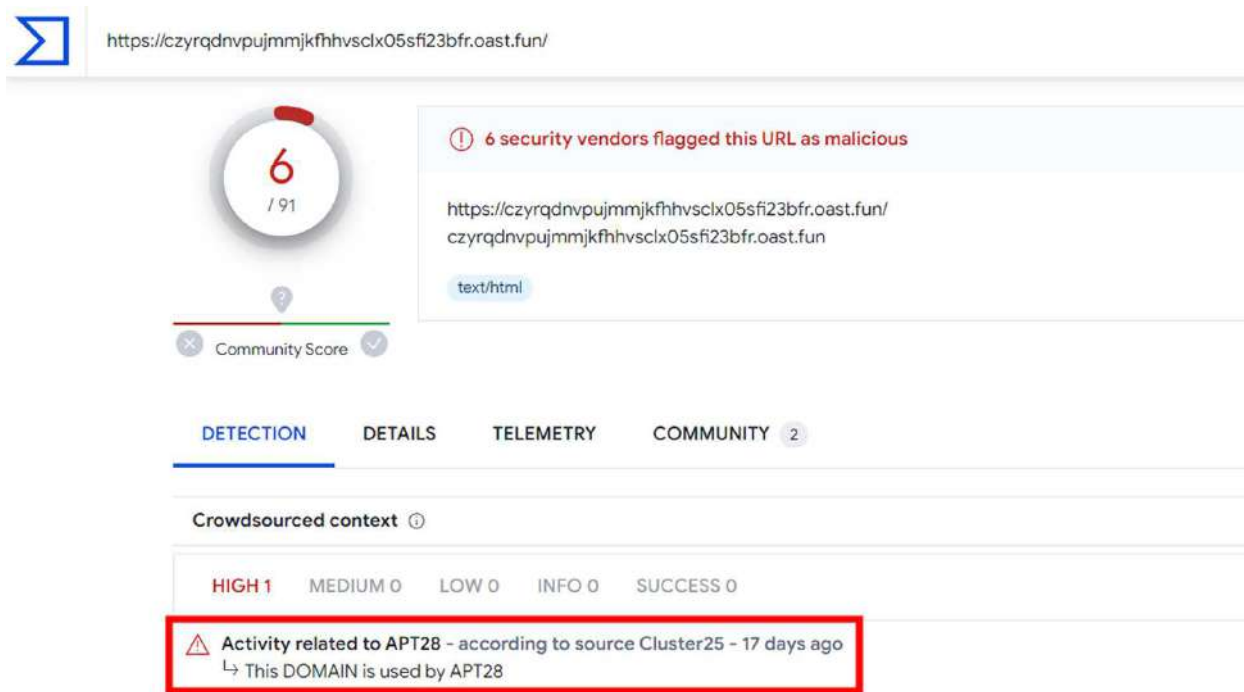 https://czyrqdnvpujmmjkfhhvsclx05sfi23bfr.oast.fun/
6
/ 91
6 security vendors flagged this URL as malicious
https://czyrqdnvpujmmjkfhhvsclx05sfi23bfr.oast.fun/
czyrqdnvpujmmjkfhhvsclx05sfi23bfr.oast.fun
text/html
?
Community Score
DETECTION DETAILS TELEMETRY COMMUNITY 2
Crowdsourced context
HIGH 1 MEDIUM 0 LOW 0 INFO 0 SUCCESS 0
Activity related to APT28 - according to source Cluster25 - 17 days ago
This DOMAIN is used by APT28